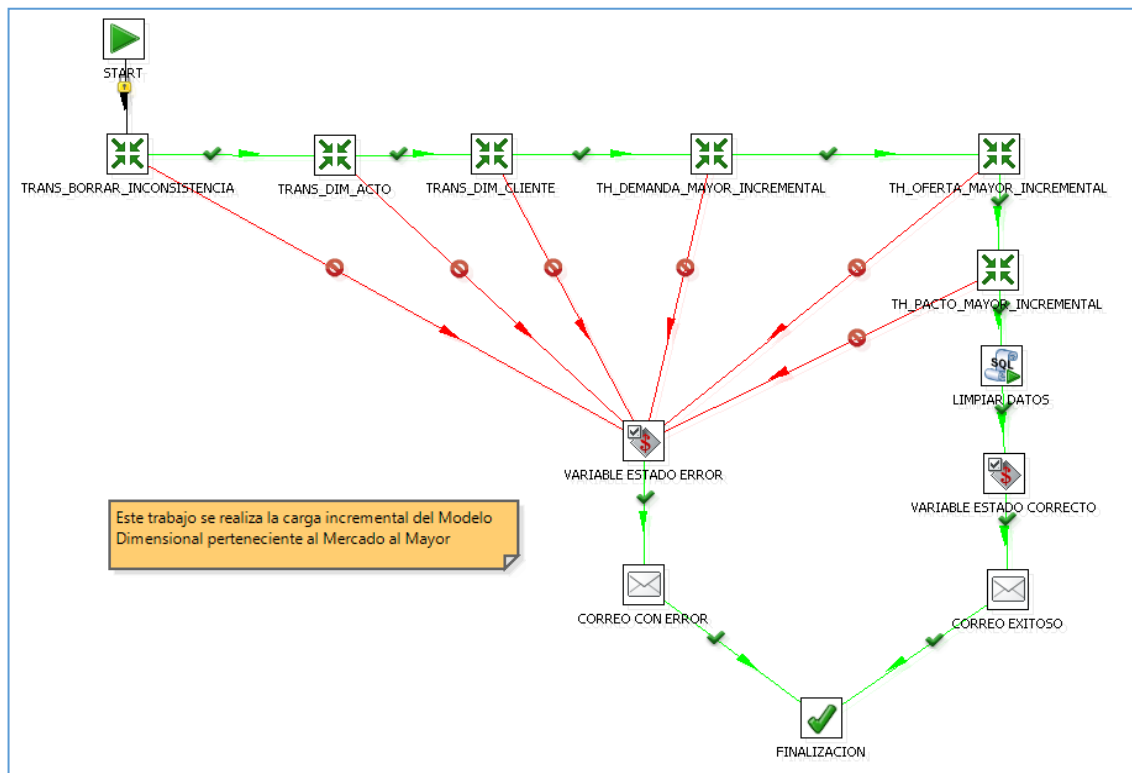 START
TRANS_BORRAR_INCONSISTENCIA
TRANS_DIM_ACTO
TRANS_DIM_CLIENTE
TH_DEMANDA_MAYOR_INCREMENTAL
TH_OFERTA_MAYOR_INCREMENTAL
TH_PACTO_MAYOR_INCREMENTAL
SQL
LIMPIAR DATOS
$
VARIABLE ESTADO ERROR
$
VARIABLE ESTADO CORRECTO
Este trabajo se realiza la carga incremental del Modelo
Dimensional perteneciente al Mercado al Mayor
CORREO CON ERROR
CORREO EXITOSO
FINALIZACION